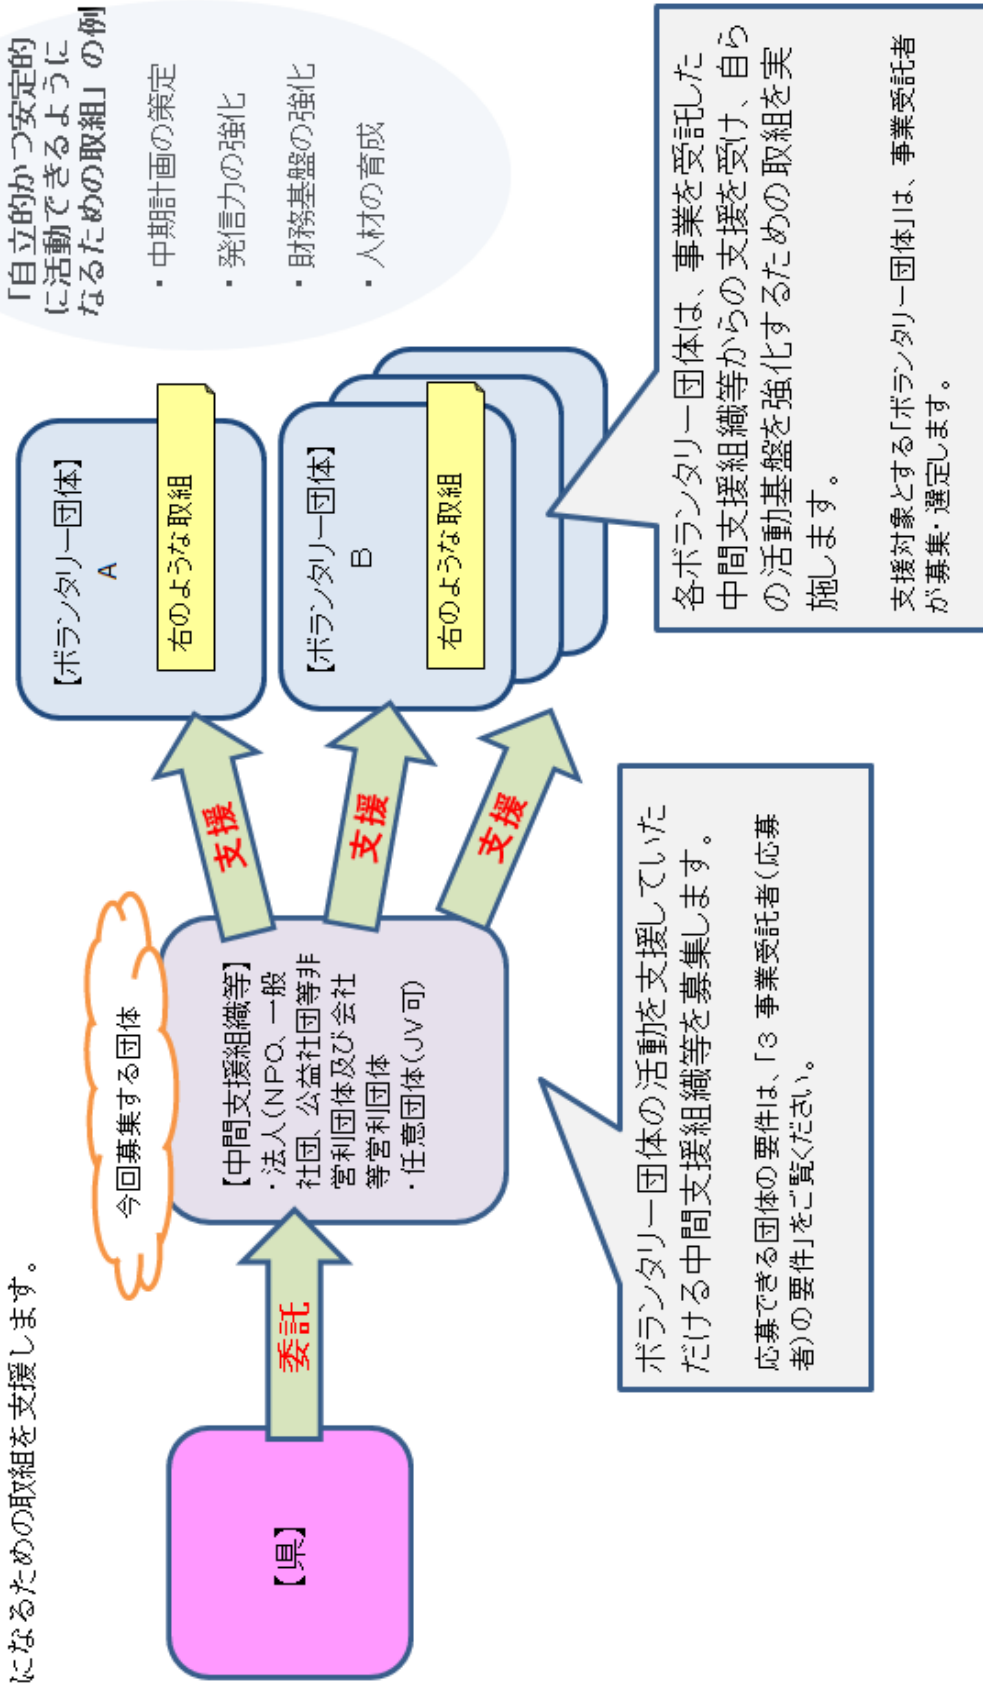 になるための取組を支援します。
【県】
委託
今回募集する団体
【中間支援組織等】
・法人(NPO、一般
社団、公益社団等非
営利団体及び会社
等営利団体
・任意団体(JV可)
支援
支援
支援
【ボランタリー団体】
A
右のような取組
【ボランタリー団体】
B
右のような取組
「自立的かつ安定的
に活動できるように
なるための取組」の例
・中期計画の策定
・発信力の強化
・財務基盤の強化
・人材の育成
ボランタリー団体の活動を支援していた
だける中間支援組織等を募集します。
応募できる団体の要件は、「3 事業受託者(応募
者)の要件」をご覧ください。
各ボランタリー団体は、事業を受託した
中間支援組織等からの支援を受け、自ら
の活動基盤を強化するための取組を実
施します。
支援対象とする「ボランタリー団体」は、事業受託者
が募集・選定します。